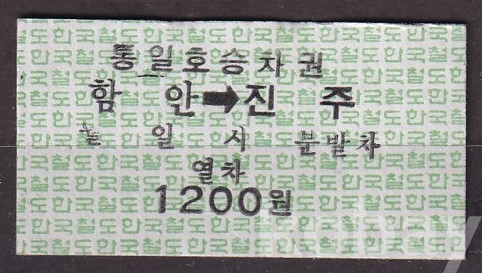 통일호승차권
함 안➡진 주
월 일 시 분발차
열차
1200원